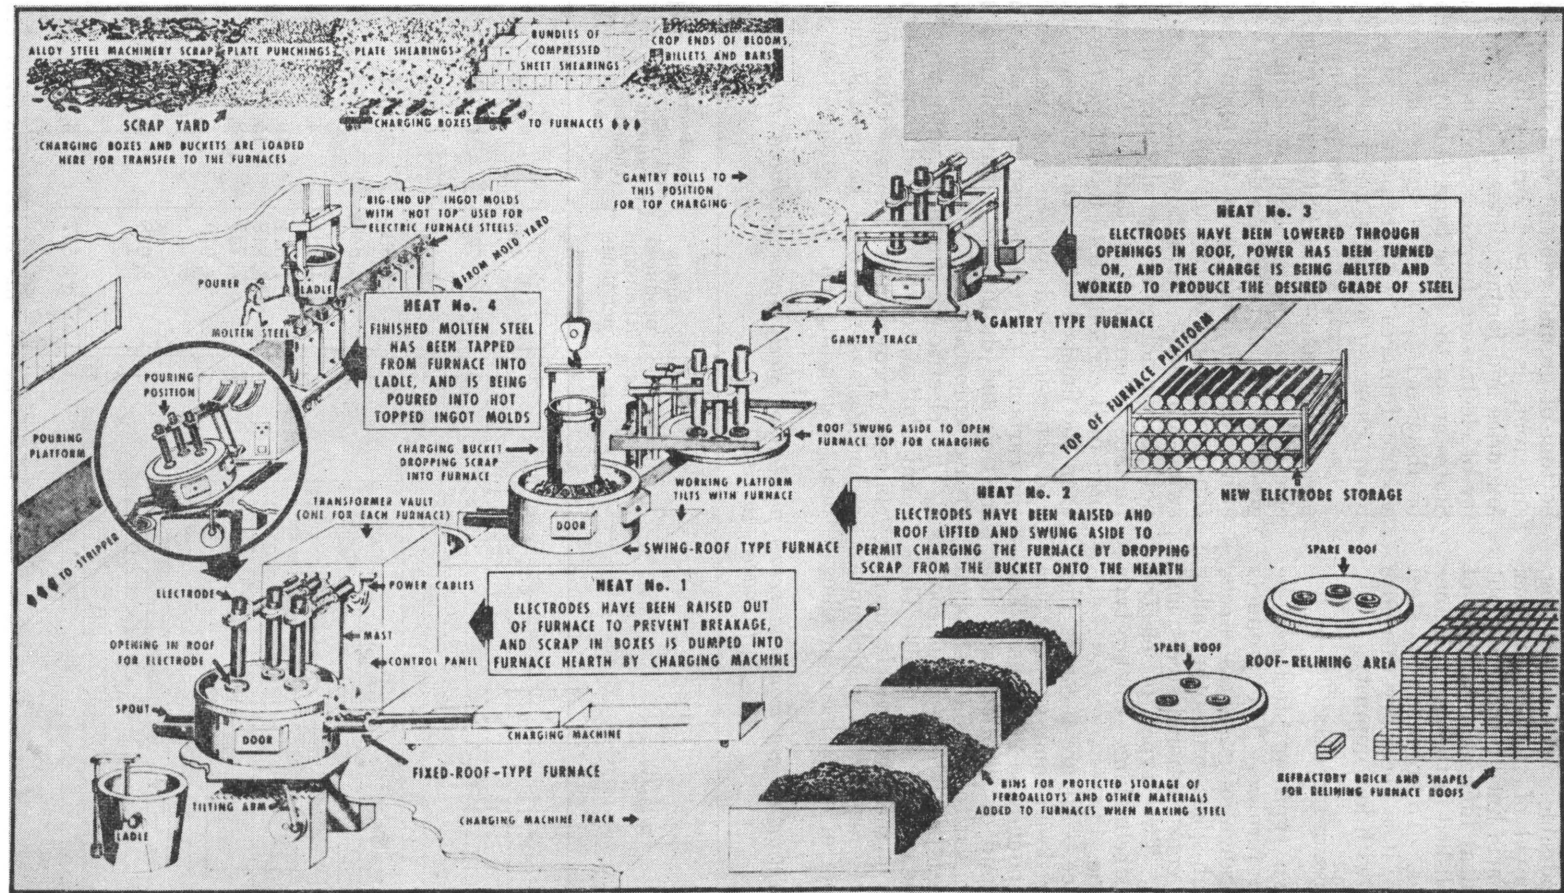 ALLOY STEEL MACHINERY SCRAP
PLATE PUNCHINGS
PLATE SHEARINGS
BUNDLES OF
COMPRESSED
SHEET SHEARINGS
CROP ENDS OF BLOOMS,
BILLETS AND BARS
SCRAP YARD
CHARGING BOXES AND BUCKETS ARE LOADED
HERE FOR TRANSFER TO THE FURNACES
CHARGING BOXES
TO FURNACES
"BIG-END UP" INGOT MOLDS
WITH "HOT TOP" USED FOR
ELECTRIC FURNACE STEELS.
GANTRY ROLLS TO
THIS POSITION
FOR TOP CHARGING
HEAT No. 3
ELECTRODES HAVE BEEN LOWERED THROUGH
OPENINGS IN ROOF, POWER HAS BEEN TURNED
ON, AND THE CHARGE IS BEING MELTED AND
WORKED TO PRODUCE THE DESIRED GRADE OF STEEL
FROM MOLD YARD
POURER
LADLE
MOLTEN STEEL
HEAT No. 4
FINISHED MOLTEN STEEL
HAS BEEN TAPPED
FROM FURNACE INTO
LADLE, AND IS BEING
POURED INTO HOT
TOPPED INGOT MOLDS
GANTRY TYPE FURNACE
GANTRY TRACK
TOP OF FURNACE PLATFORM
POURING
POSITION
POURING
PLATFORM
CHARGING BUCKET
DROPPING SCRAP
INTO FURNACE
ROOF SWUNG ASIDE TO OPEN
FURNACE TOP FOR CHARGING
WORKING PLATFORM
TILTS WITH FURNACE
NEW ELECTRODE STORAGE
TRANSFORMER VAULT
(ONE FOR EACH FURNACE)
DOOR
SWING-ROOF TYPE FURNACE
HEAT No. 2
ELECTRODES HAVE BEEN RAISED AND
ROOF LIFTED AND SWUNG ASIDE TO
PERMIT CHARGING THE FURNACE BY DROPPING
SCRAP FROM THE BUCKET ONTO THE HEARTH
TO STRIPPER
ELECTRODE
POWER CABLES
MAST
OPENING IN ROOF
FOR ELECTRODE
CONTROL PANEL
HEAT No. 1
ELECTRODES HAVE BEEN RAISED OUT
OF FURNACE TO PREVENT BREAKAGE,
AND SCRAP IN BOXES IS DUMPED INTO
FURNACE HEARTH BY CHARGING MACHINE
SPARE ROOF
SPARE ROOF
ROOF-RELINING AREA
SPOUT
DOOR
CHARGING MACHINE
FIXED-ROOF-TYPE FURNACE
TILTING ARM
LADLE
CHARGING MACHINE TRACK
BINS FOR PROTECTED STORAGE OF
FERROALLOYS AND OTHER MATERIALS
ADDED TO FURNACES WHEN MAKING STEEL
REFRACTORY BRICK AND SHAPES
FOR RELINING FURNACE ROOFS